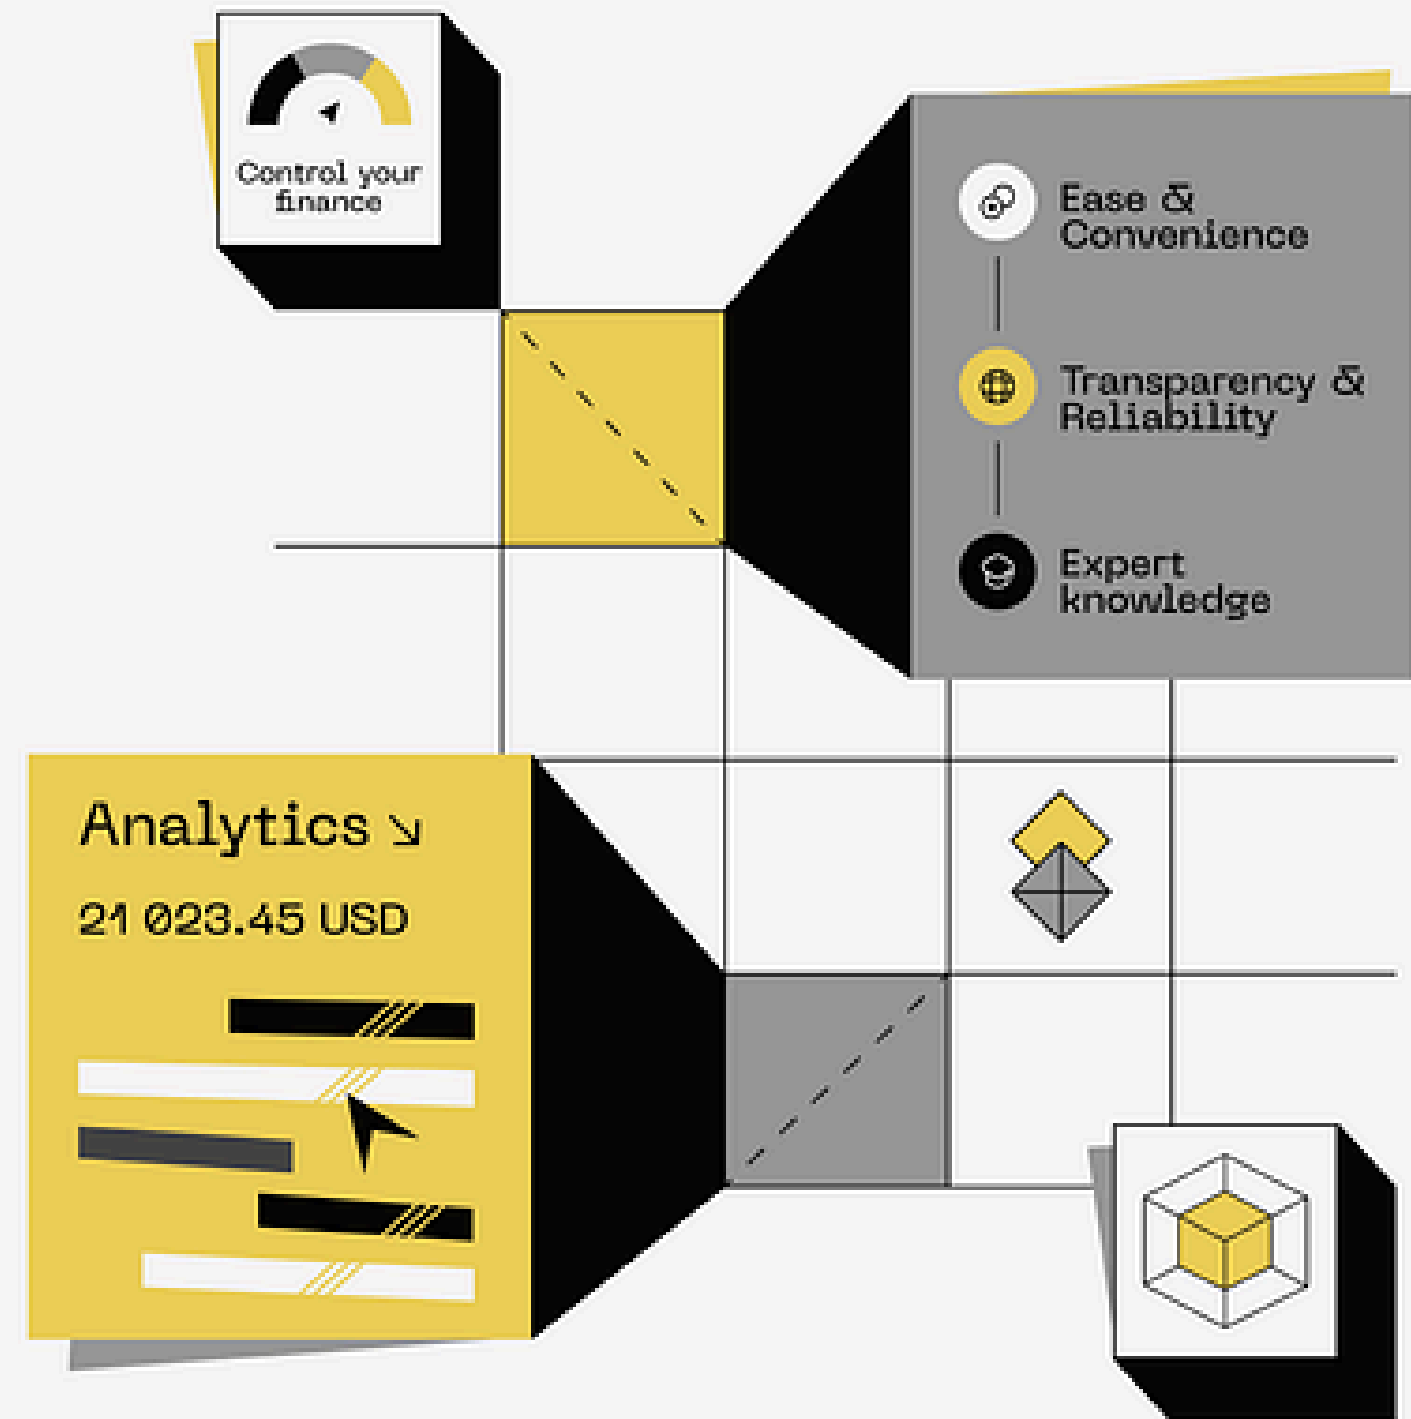 Control your
finance
Ease &
Convenience
Transparency &
Reliability
Expert
knowledge
Analytics ↘
21 023.45 USD